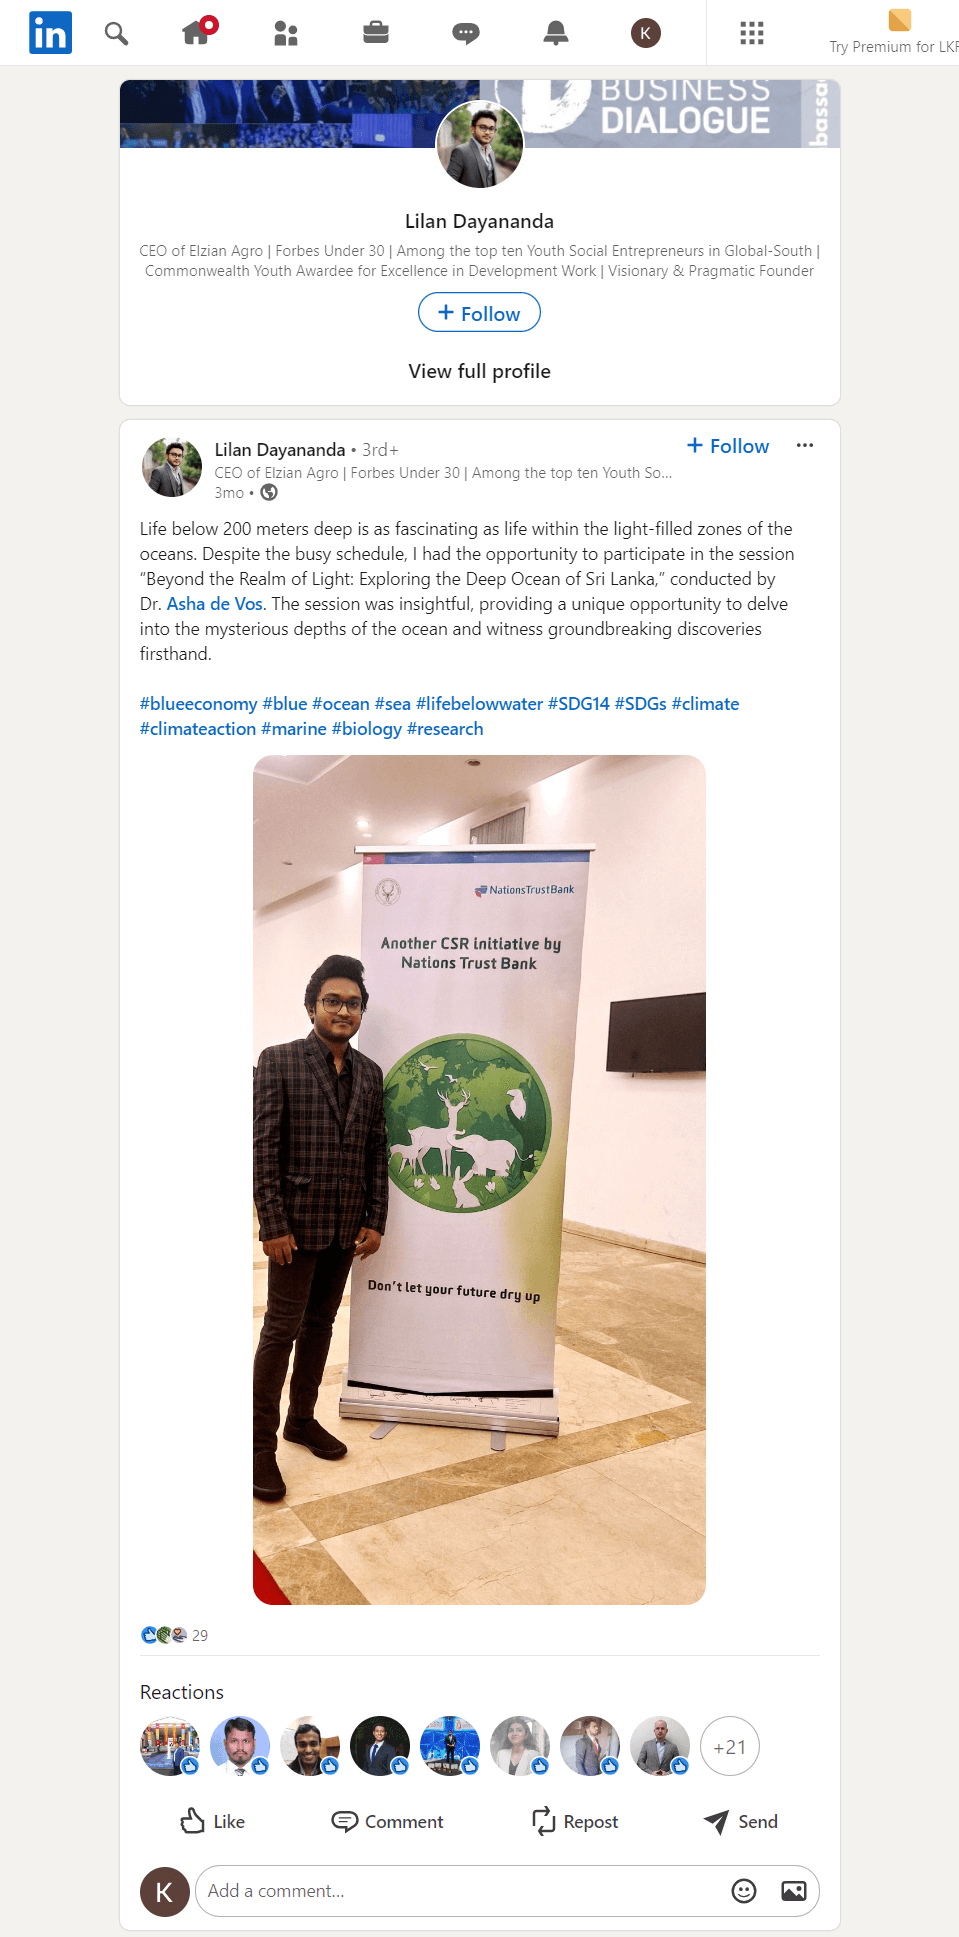 in
K
Try Premium for LKR
BUSINESS
DIALOGUE
bassa
Lilan Dayananda
CEO of Elzian Agro | Forbes Under 30 | Among the top ten Youth Social Entrepreneurs in Global-South |
Commonwealth Youth Awardee for Excellence in Development Work | Visionary & Pragmatic Founder
+ Follow
View full profile
Lilan Dayananda • 3rd+
+ Follow
CEO of Elzian Agro | Forbes Under 30 | Among the top ten Youth So...
3mo •
Life below 200 meters deep is as fascinating as life within the light-filled zones of the
oceans. Despite the busy schedule, I had the opportunity to participate in the session
“Beyond the Realm of Light: Exploring the Deep Ocean of Sri Lanka,” conducted by
Dr. Asha de Vos. The session was insightful, providing a unique opportunity to delve
into the mysterious depths of the ocean and witness groundbreaking discoveries
firsthand.
#blueeconomy #blue #ocean #sea #lifebelowwater #SDG14 #SDGs #climate
#climateaction #marine #biology #research
NationsTrustBank
Another CSR initiative by
Nations Trust Bank
Don't let your future dry up
29
Reactions
+21
Like
Comment
Repost
Send
K
Add a comment...